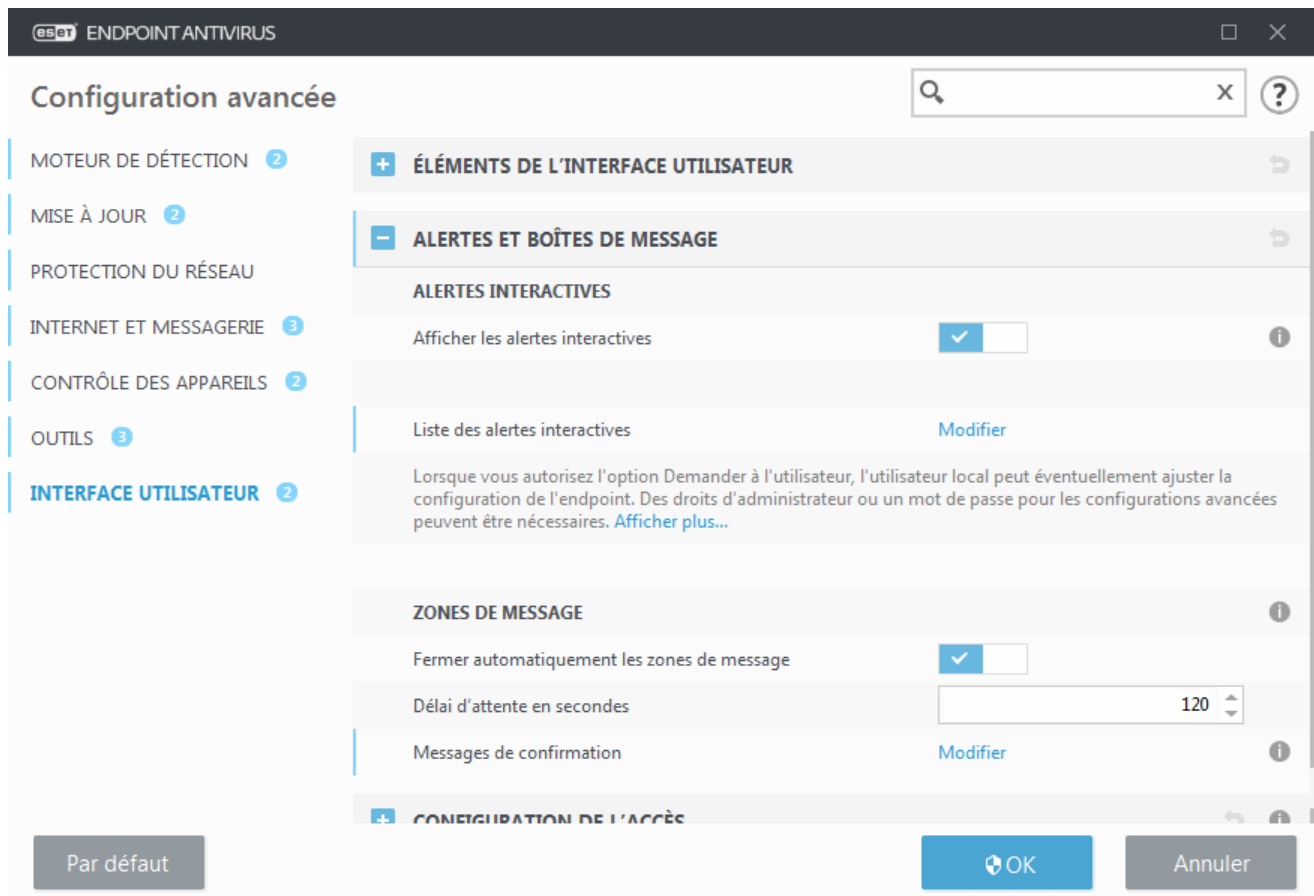 eset ENDPOINT ANTIVIRUS
Configuration avancée
x
?
MOTEUR DE DÉTECTION 2
MISE À JOUR 2
PROTECTION DU RÉSEAU
INTERNET ET MESSAGERIE 3
CONTRÔLE DES APPAREILS 2
OUTILS 3
INTERFACE UTILISATEUR 2
ÉLÉMENTS DE L'INTERFACE UTILISATEUR
ALERTES ET BOÎTES DE MESSAGE
ALERTES INTERACTIVES
Afficher les alertes interactives
Liste des alertes interactives Modifier
Lorsque vous autorisez l'option Demander à l'utilisateur, l'utilisateur local peut éventuellement ajuster la
configuration de l'endpoint. Des droits d'administrateur ou un mot de passe pour les configurations avancées
peuvent être nécessaires. Afficher plus...
ZONES DE MESSAGE
Fermer automatiquement les zones de message
Délai d'attente en secondes 120
Messages de confirmation Modifier
CONFIGURATION DE L'ACCÈS
Par défaut
OK
Annuler